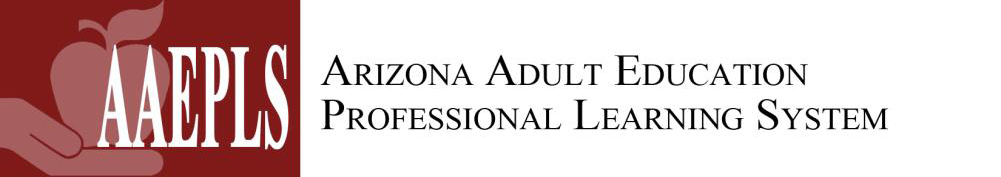 AAEPLS
Arizona Adult Education
Professional Learning System